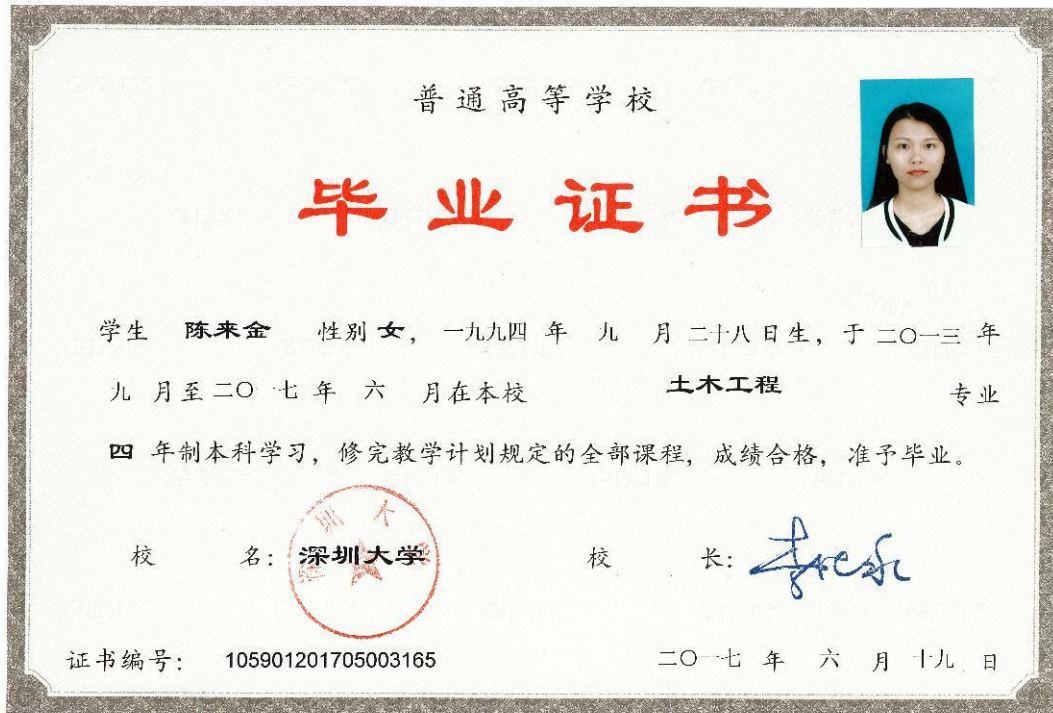 普通高等学校
毕业证书
学生 陈来金 性别 女, 一九九四 年 九 月 二十八 日生, 于 二〇一三 年
九 月至 二〇一七 年 六 月在本校 土木工程 专业
四 年制本科学习, 修完教学计划规定的全部课程, 成绩合格, 准予毕业。
校 名: 深圳大学 校 长:
深圳大学
证书编号: 105901201705003165 二〇一七 年 六 月 十九 日